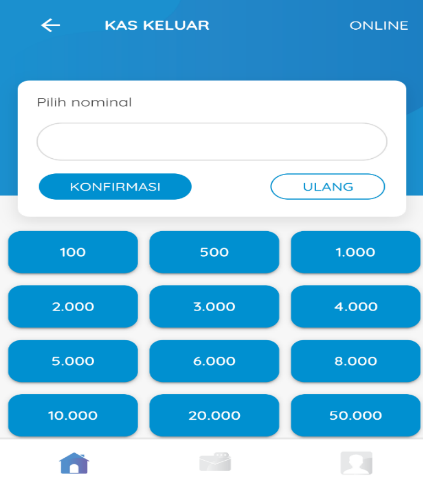 KAS KELUAR ONLINE
Pilih nominal
KONFIRMASI ULANG
100 500 1.000
2.000 3.000 4.000
5.000 6.000 8.000
10.000 20.000 50.000